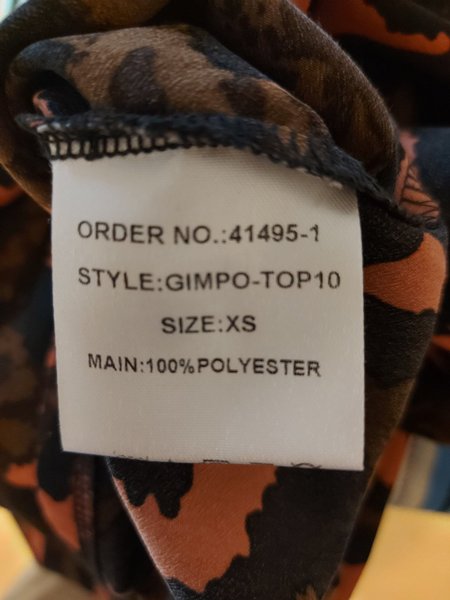 ORDER NO.:41495-1
STYLE:GIMPO-TOP10
SIZE:XS
MAIN:100%POLYESTER